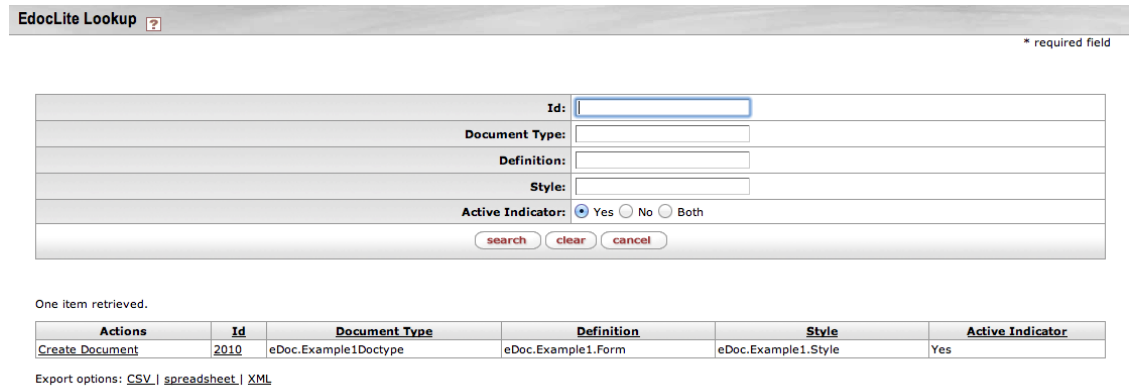 EdocLite Lookup ?
* required field
Id:
Document Type:
Definition:
Style:
Active Indicator: Yes No Both
search clear cancel
One item retrieved.
Actions Id Document Type Definition Style Active Indicator
Create Document 2010 eDoc.Example1Doctype eDoc.Example1.Form eDoc.Example1.Style Yes
Export options: CSV | spreadsheet | XML